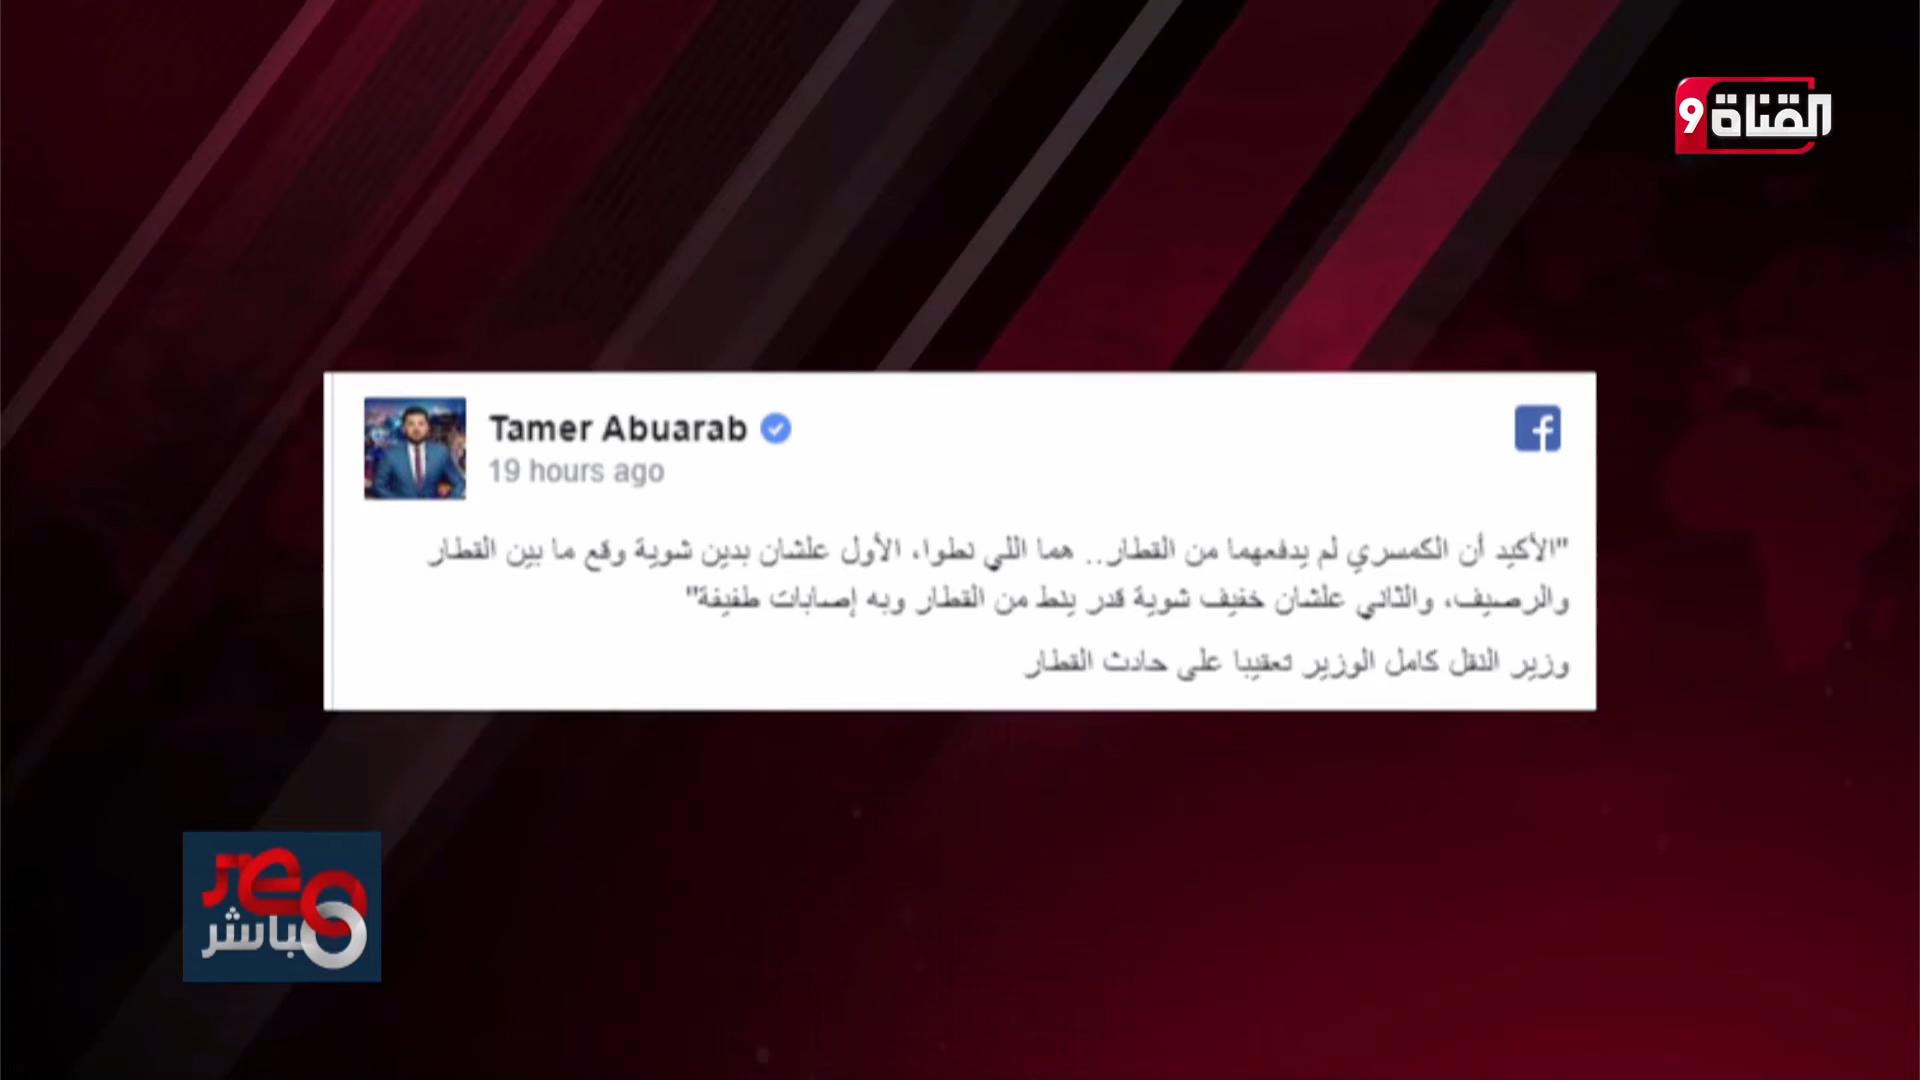 القناة 9
Tamer Abuarab
19 hours ago
"الأكيد أن الكمسري لم يدفعهما من القطار.. هما اللي نطوا، الأول علشان بدين شوية وقع ما بين القطار
والرصيف، والثاني علشان خفيف شوية قدر ينط من القطار وبه إصابات طفيفة"
وزير النقل كامل الوزير تعقيبا على حادث القطار
مصر
مباشر